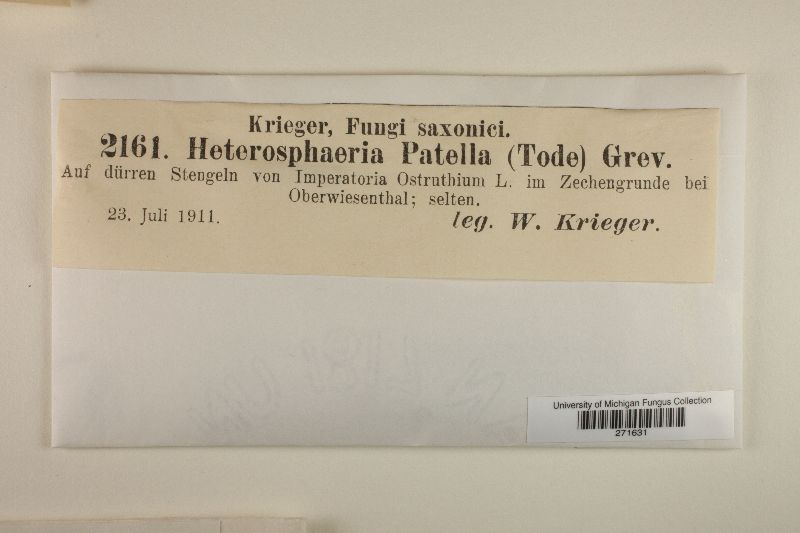 Krieger, Fungi saxonici.
2161. Heterosphaeria Patella (Tode) Grev.
Auf dürren Stengeln von Imperatoria Ostruthium L. im Zechengrunde bei
Oberwiesenthal; selten.
23. Juli 1911. leg. W. Krieger.
University of Michigan Fungus Collection
271631